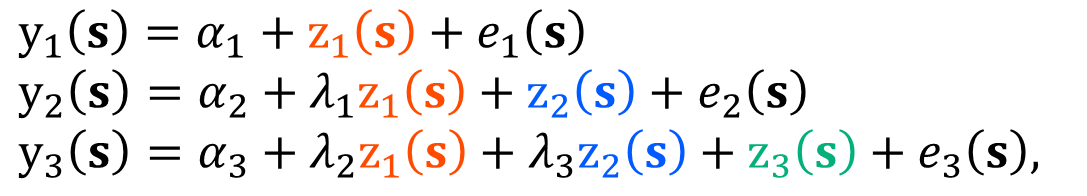 y₁(𝐬) = α₁ + z₁(𝐬) + e₁(𝐬)
y₂(𝐬) = α₂ + λ₁z₁(𝐬) + z₂(𝐬) + e₂(𝐬)
y₃(𝐬) = α₃ + λ₂z₁(𝐬) + λ₃z₂(𝐬) + z₃(𝐬) + e₃(𝐬),